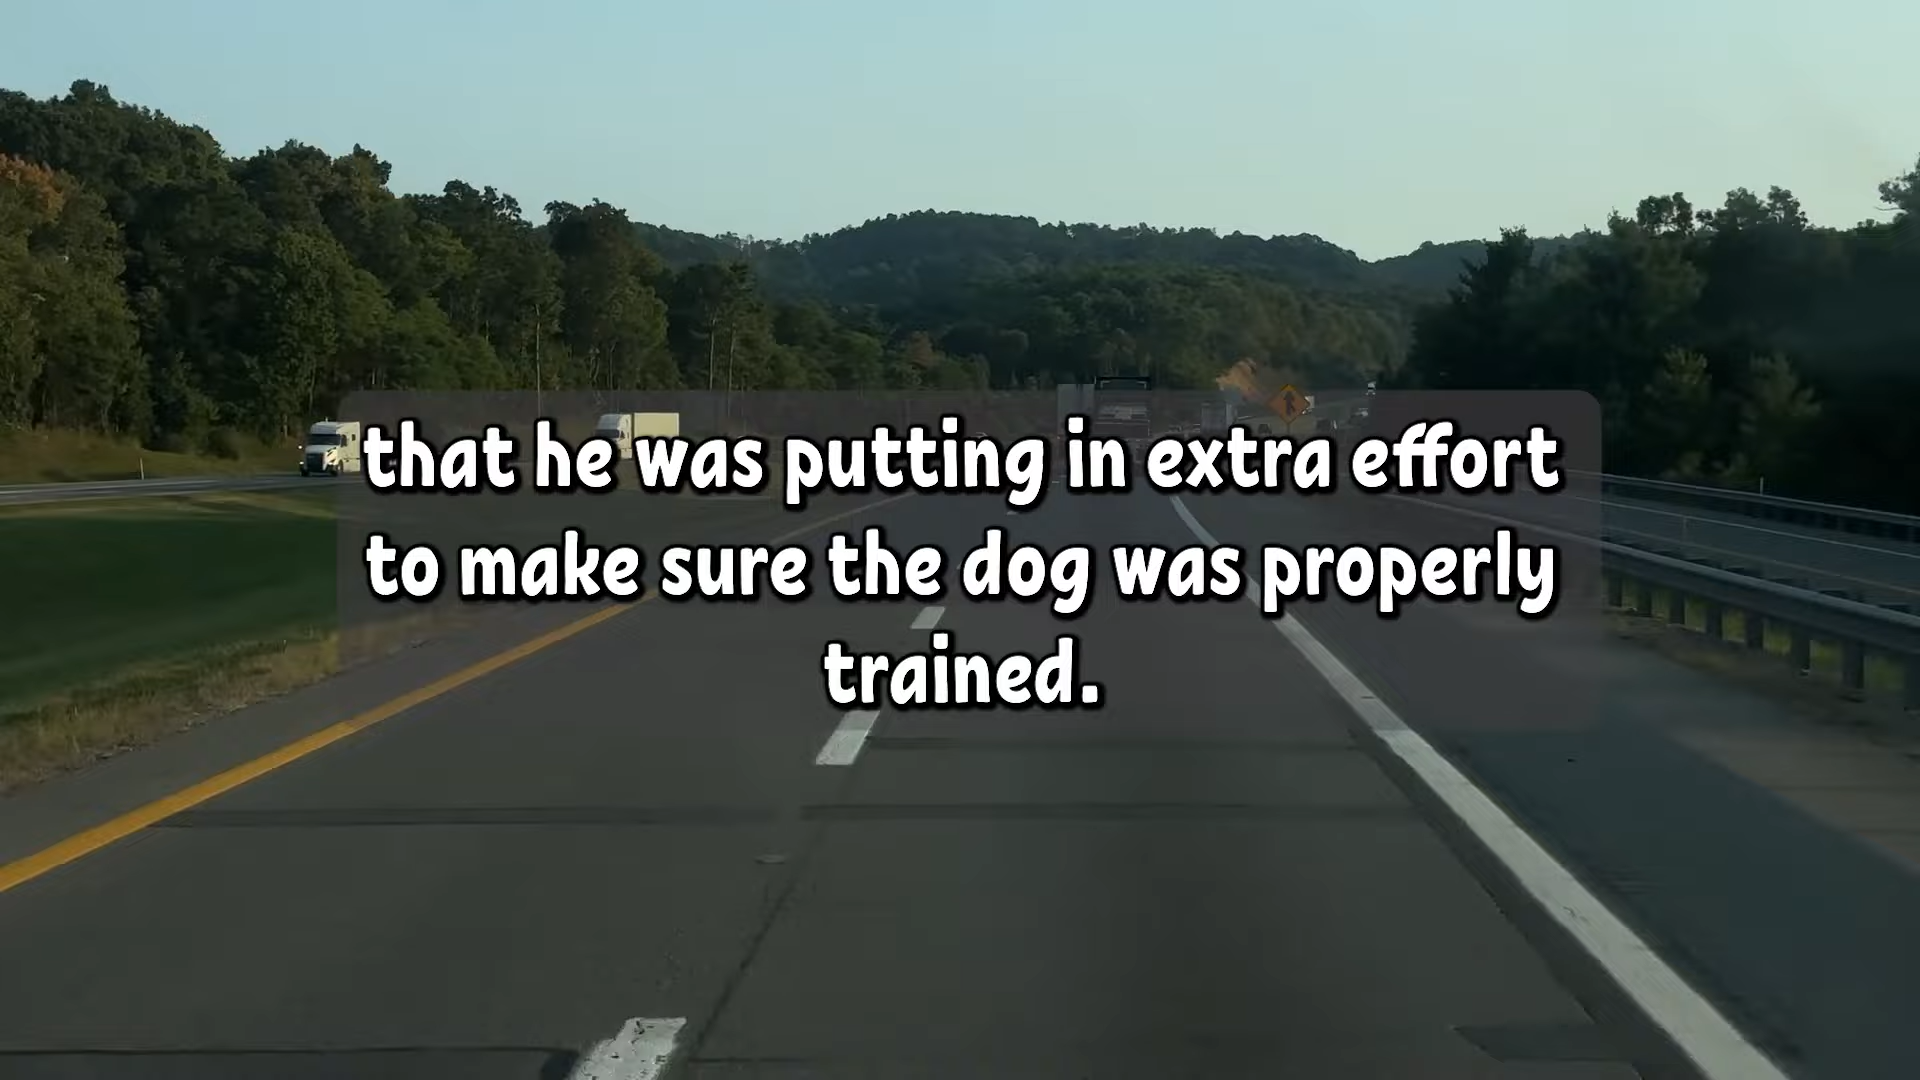 that he was putting in extra effort
to make sure the dog was properly
trained.